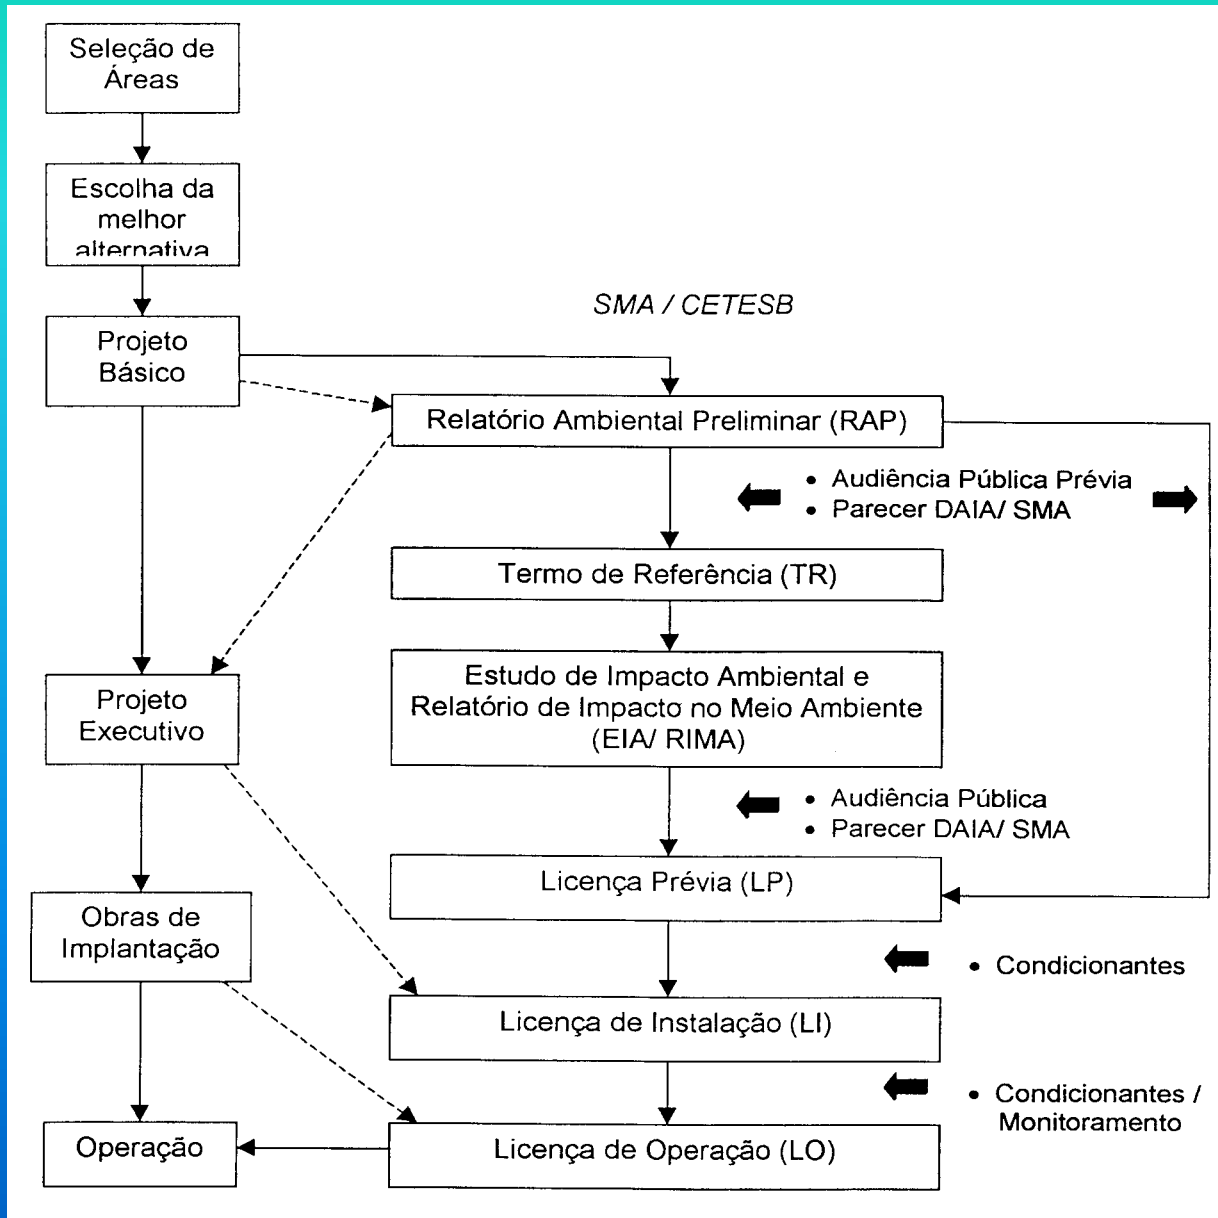 Seleção de
Áreas
Escolha da
melhor
alternativa
SMA / CETESB
Projeto
Básico
Relatório Ambiental Preliminar (RAP)
• Audiência Pública Prévia
• Parecer DAIA/ SMA
Termo de Referência (TR)
Estudo de Impacto Ambiental e
Relatório de Impacto no Meio Ambiente
(EIA/ RIMA)
Projeto
Executivo
• Audiência Pública
• Parecer DAIA/ SMA
Licença Prévia (LP)
Obras de
Implantação
• Condicionantes
Licença de Instalação (LI)
• Condicionantes /
Monitoramento
Operação
Licença de Operação (LO)